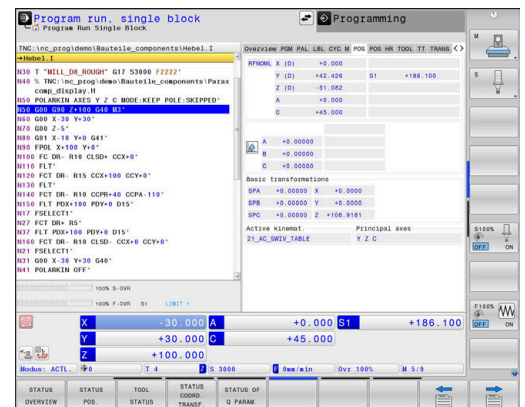 Program run, single block
Program Run Single Block
Programming
TNC:\nc_prog\demo\Bauteile_components\Hebel.I
→Hebel.I
N30 T "MILL_D8_ROUGH" G17 S3000 F2222*
N40 % TNC:\nc_prog\demo\Bauteile_components\Parax
comp_display.H
N50 POLARKIN AXES Y Z C MODE:KEEP POLE:SKIPPED*
N50 G00 G90 Z+100 G40 M3*
N60 G00 X-30 Y+30*
N70 G00 Z-5*
N80 G01 X-10 Y+0 G41*
N90 FPOL X+100 Y+0*
N100 FC DR- R10 CLSD+ CCX+0*
N110 FLT*
N120 FCT DR- R15 CCX+100 CCY+0*
N130 FLT*
N140 FCT DR- R10 CCPR+40 CCPA-110*
N150 FLT PDX+100 PDY+0 D15*
N17 FSELECT1*
N27 FCT DR+ R5*
N37 FLT PDX+100 PDY+0 D15*
N160 FCT DR- R10 CLSD- CCX+0 CCY+0*
N21 FSELECT1*
N31 G00 X-30 Y+30 G40*
N41 POLARKIN OFF*
Overview PGM PAL LBL CYC M POS POS HR TOOL TT TRANS
RFNOML X (D) +0.000
Y (D) +42.426 S1 +186.100
Z (D) -51.082
A +0.000
C +45.000
A +0.00000
B +0.00000
C +0.00000
Basic transformations
SPA +0.00000 X +0.0000
SPB +0.00000 Y +0.0000
SPC +0.00000 Z +108.9181
Active kinemat. Principal axes
21_AC_SWIV_TABLE Y Z C
100% S-OVR
100% F-OVR S1 LIMIT 1
X -30.000 A +0.000 S1 +186.100
Y +30.000 C +45.000
Z +100.000
Modus: ACTL. 0 T 4 Z S 3000 F 0mm/min Ovr 100% M 5/9
STATUS OVERVIEW
STATUS POS.
TOOL STATUS
STATUS COORD. TRANSF.
STATUS OF Q PARAM.
M
S
S100%
OFF ON
F100%
OFF ON